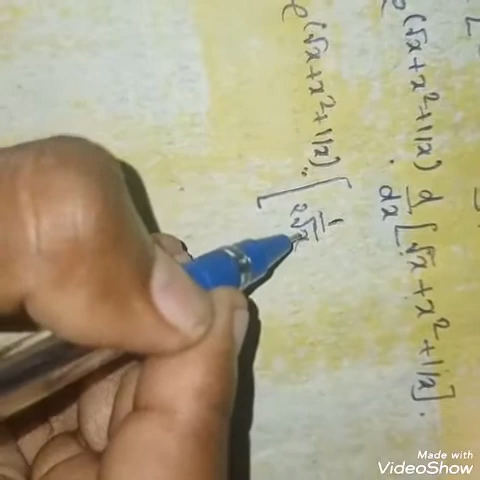 e^(√x+x²+1/x) · d/dx [√x+x²+1/x].
e^(√x+x²+1/x) · [1/2√x
Made with
VideoShow